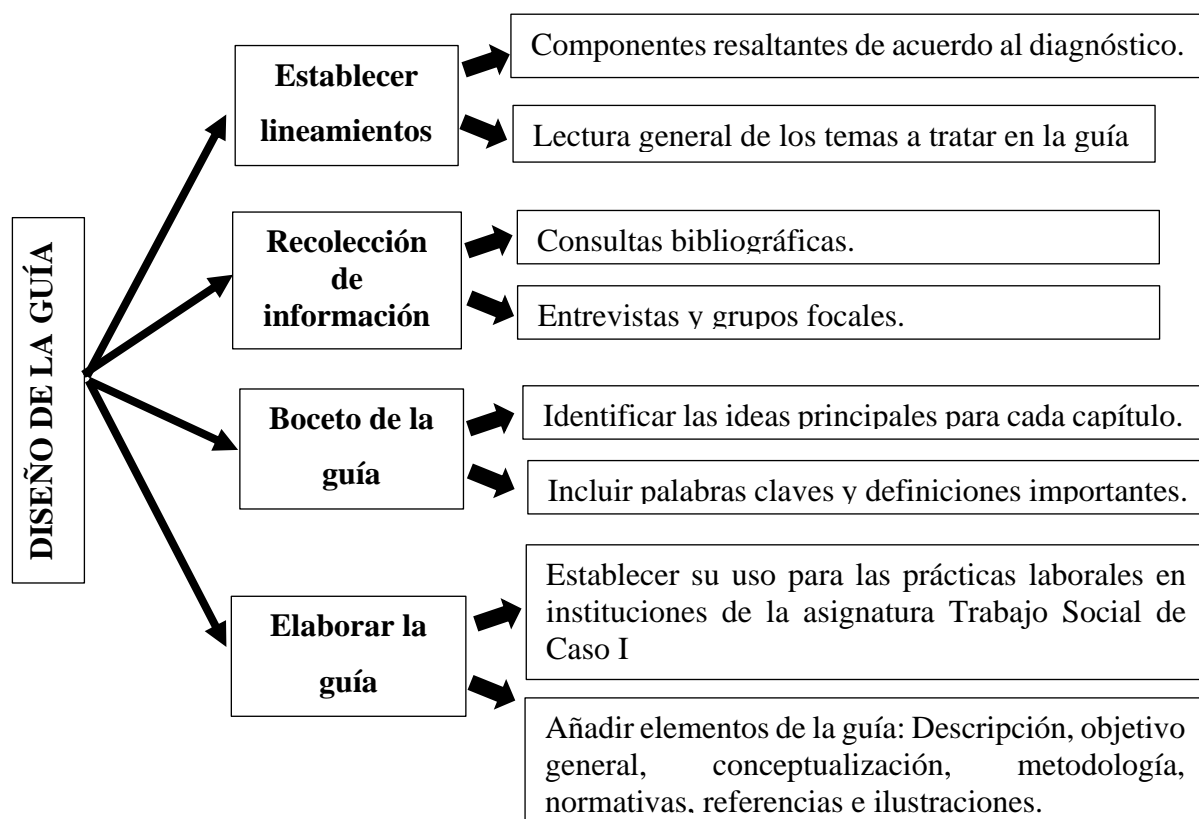 DISEÑO DE LA GUÍA
Establecer
lineamientos
Componentes resaltantes de acuerdo al diagnóstico.
Lectura general de los temas a tratar en la guía
Recolección
de
información
Consultas bibliográficas.
Entrevistas y grupos focales.
Boceto de la
guía
Identificar las ideas principales para cada capítulo.
Incluir palabras claves y definiciones importantes.
Elaborar la
guía
Establecer su uso para las prácticas laborales en
instituciones de la asignatura Trabajo Social de
Caso I
Añadir elementos de la guía: Descripción, objetivo
general, conceptualización, metodología,
normativas, referencias e ilustraciones.